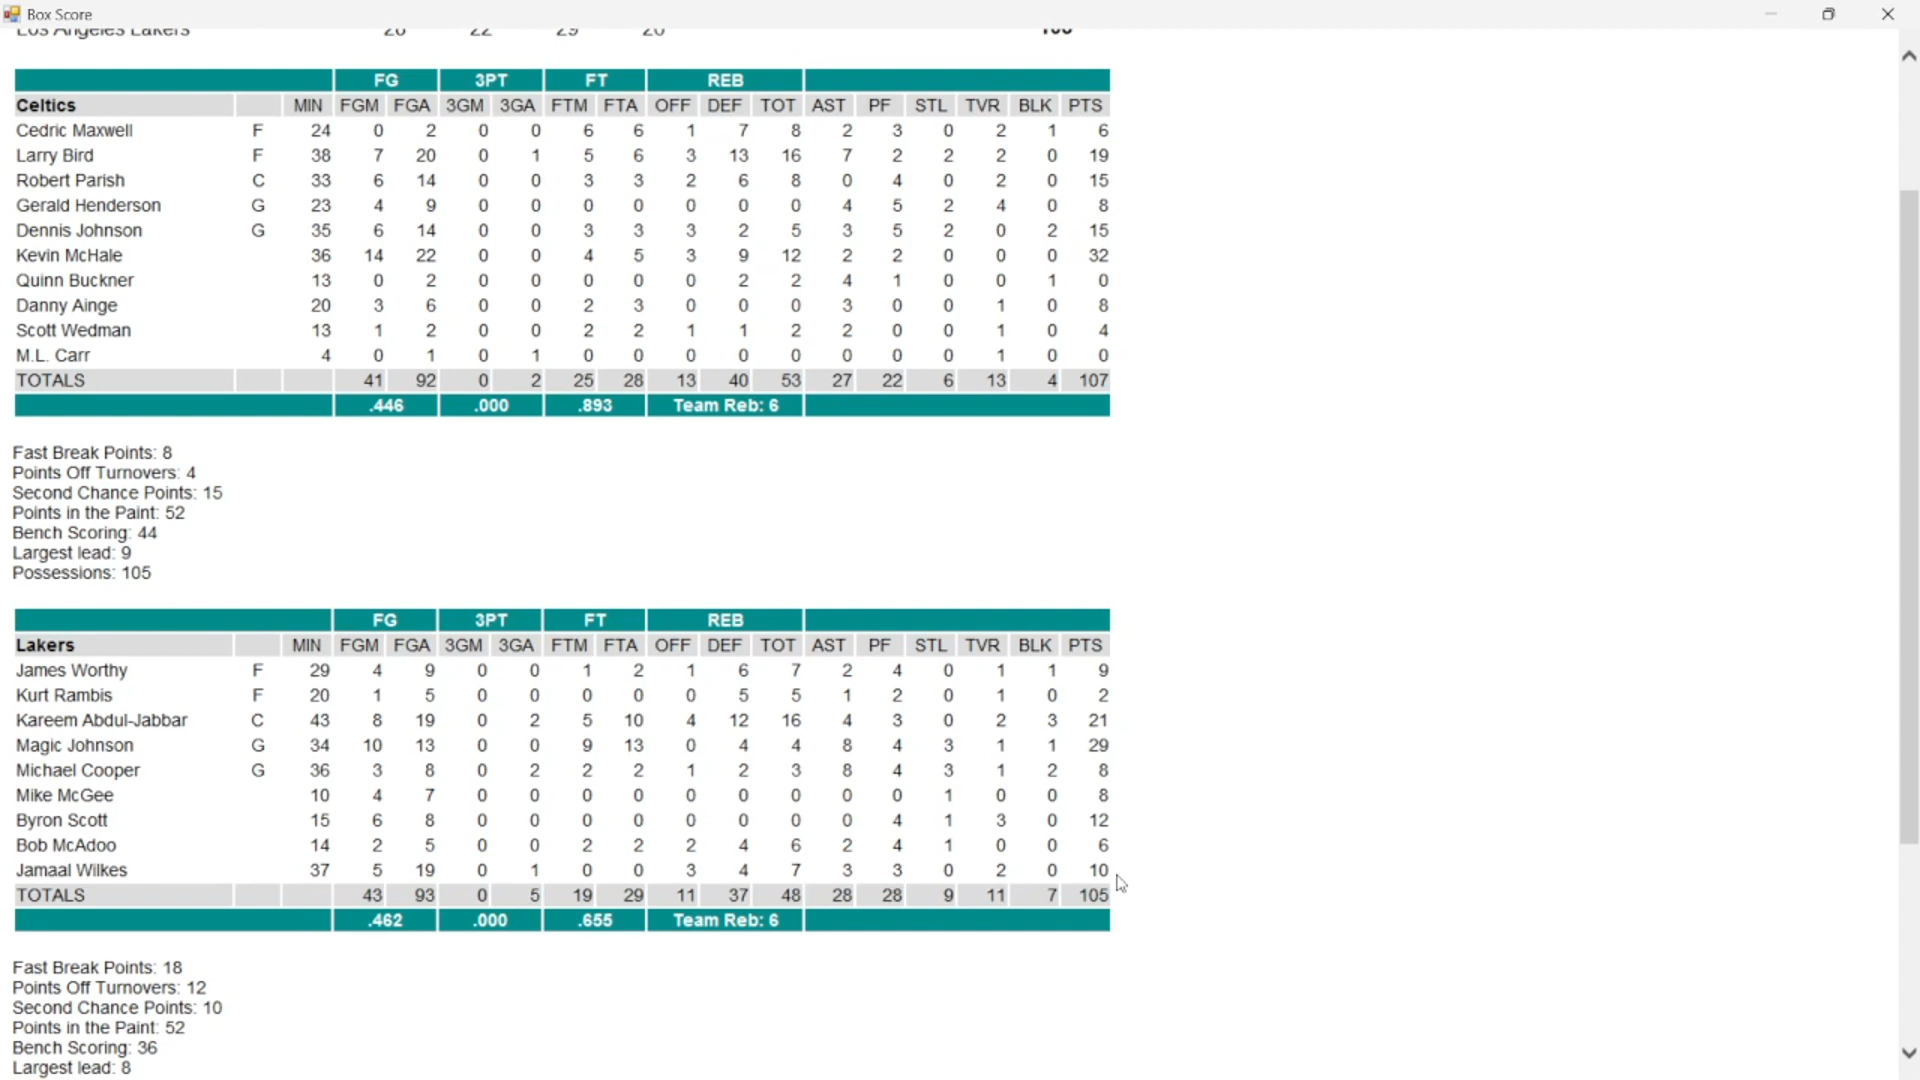 Box Score
Los Angeles Lakers 26 22 29 20 105
FG 3PT FT REB
Celtics MIN FGM FGA 3GM 3GA FTM FTA OFF DEF TOT AST PF STL TVR BLK PTS
Cedric Maxwell F 24 0 2 0 0 6 6 1 7 8 2 3 0 2 1 6
Larry Bird F 38 7 20 0 1 5 6 3 13 16 7 2 2 2 0 19
Robert Parish C 33 6 14 0 0 3 3 2 6 8 0 4 0 2 0 15
Gerald Henderson G 23 4 9 0 0 0 0 0 0 0 4 5 2 4 0 8
Dennis Johnson G 35 6 14 0 0 3 3 3 2 5 3 5 2 0 2 15
Kevin McHale 36 14 22 0 0 4 5 3 9 12 2 2 0 0 0 32
Quinn Buckner 13 0 2 0 0 0 0 0 2 2 4 1 0 0 1 0
Danny Ainge 20 3 6 0 0 2 3 0 0 0 3 0 0 1 0 8
Scott Wedman 13 1 2 0 0 2 2 1 1 2 2 0 0 1 0 4
M.L. Carr 4 0 1 0 1 0 0 0 0 0 0 0 0 1 0 0
TOTALS 41 92 0 2 25 28 13 40 53 27 22 6 13 4 107
.446 .000 .893 Team Reb: 6
Fast Break Points: 8
Points Off Turnovers: 4
Second Chance Points: 15
Points in the Paint: 52
Bench Scoring: 44
Largest lead: 9
Possessions: 105
FG 3PT FT REB
Lakers MIN FGM FGA 3GM 3GA FTM FTA OFF DEF TOT AST PF STL TVR BLK PTS
James Worthy F 29 4 9 0 0 1 2 1 6 7 2 4 0 1 1 9
Kurt Rambis F 20 1 5 0 0 0 0 0 5 5 1 2 0 1 0 2
Kareem Abdul-Jabbar C 43 8 19 0 2 5 10 4 12 16 4 3 0 2 3 21
Magic Johnson G 34 10 13 0 0 9 13 0 4 4 8 4 3 1 1 29
Michael Cooper G 36 3 8 0 2 2 2 1 2 3 8 4 3 1 2 8
Mike McGee 10 4 7 0 0 0 0 0 0 0 0 0 1 0 0 8
Byron Scott 15 6 8 0 0 0 0 0 0 0 0 4 1 3 0 12
Bob McAdoo 14 2 5 0 0 2 2 2 4 6 2 4 1 0 0 6
Jamaal Wilkes 37 5 19 0 1 0 0 3 4 7 3 3 0 2 0 10
TOTALS 43 93 0 5 19 29 11 37 48 28 28 9 11 7 105
.462 .000 .655 Team Reb: 6
Fast Break Points: 18
Points Off Turnovers: 12
Second Chance Points: 10
Points in the Paint: 52
Bench Scoring: 36
Largest lead: 8